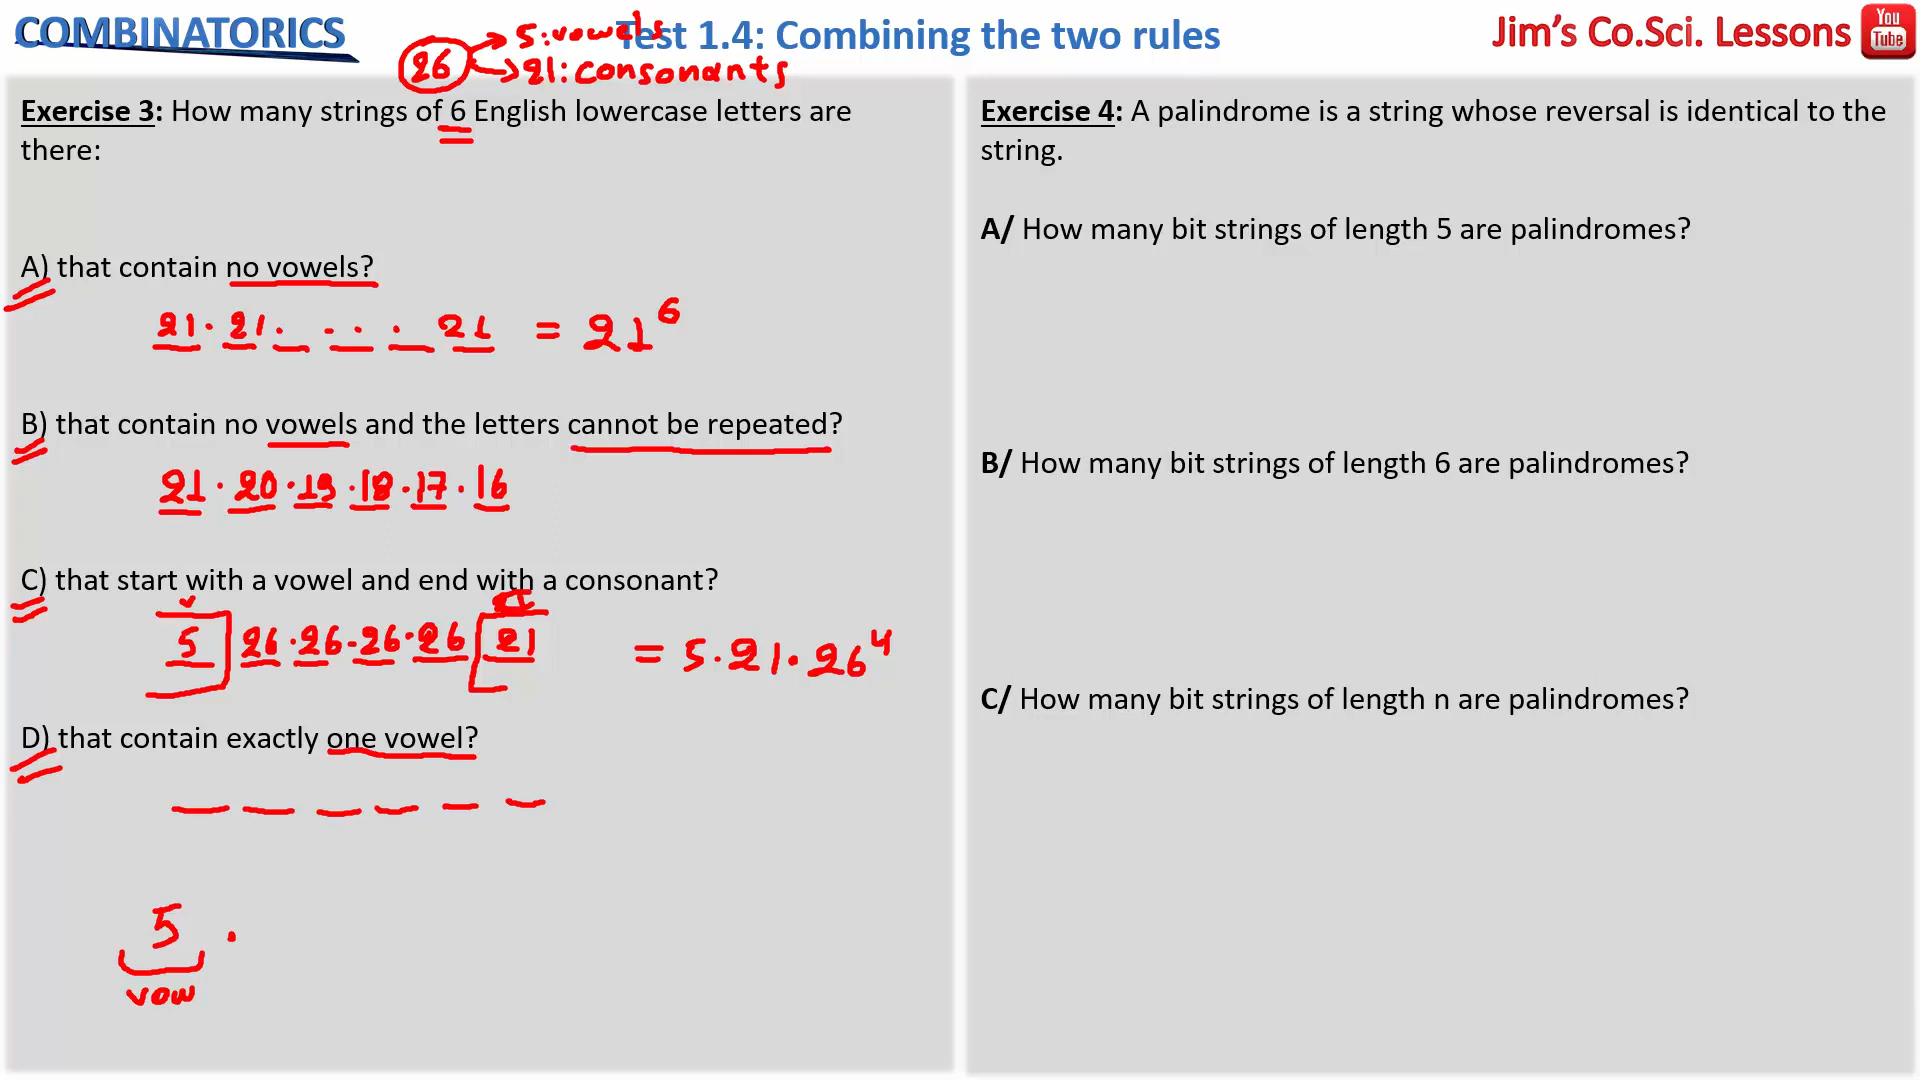 COMBINATORICS
Test 1.4: Combining the two rules
Jim's Co.Sci. Lessons
You
Tube
26
5:vowels
21:consonants
Exercise 3: How many strings of 6 English lowercase letters are
there:
A) that contain no vowels?
21 · 21 · · · · 21 = 21^6
B) that contain no vowels and the letters cannot be repeated?
21 · 20 · 19 · 18 · 17 · 16
C) that start with a vowel and end with a consonant?
5 26 · 26 · 26 · 26 21 = 5 · 21 · 26^4
D) that contain exactly one vowel?
5 ·
vow
Exercise 4: A palindrome is a string whose reversal is identical to the
string.
A/ How many bit strings of length 5 are palindromes?
B/ How many bit strings of length 6 are palindromes?
C/ How many bit strings of length n are palindromes?